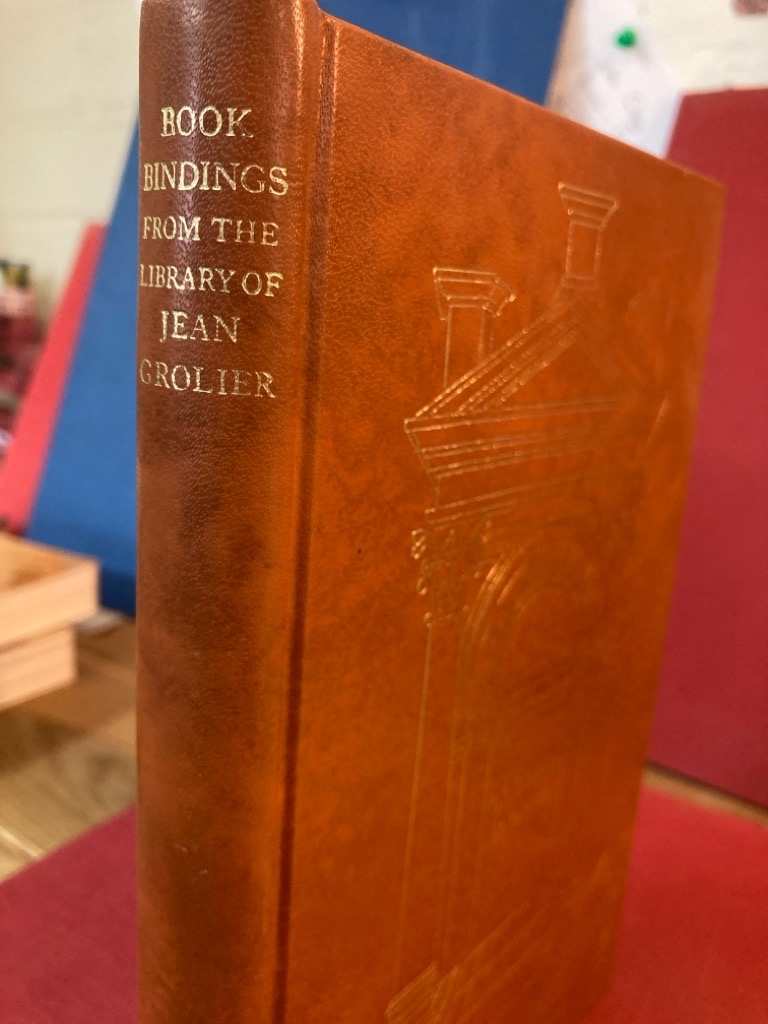 BOOK
BINDINGS
FROM THE
LIBRARY OF
JEAN
GROLIER